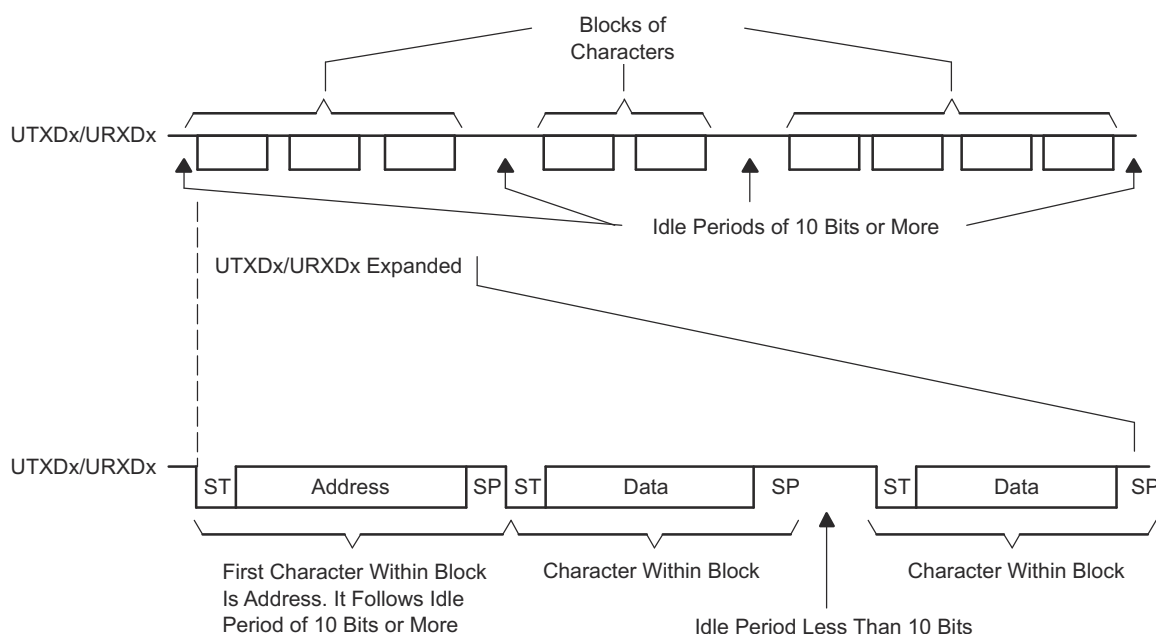 Blocks of
Characters
UTXDx/URXDx
Idle Periods of 10 Bits or More
UTXDx/URXDx Expanded
UTXDx/URXDx
ST
Address
SP
ST
Data
SP
ST
Data
SP
First Character Within Block
Is Address. It Follows Idle
Period of 10 Bits or More
Character Within Block
Character Within Block
Idle Period Less Than 10 Bits